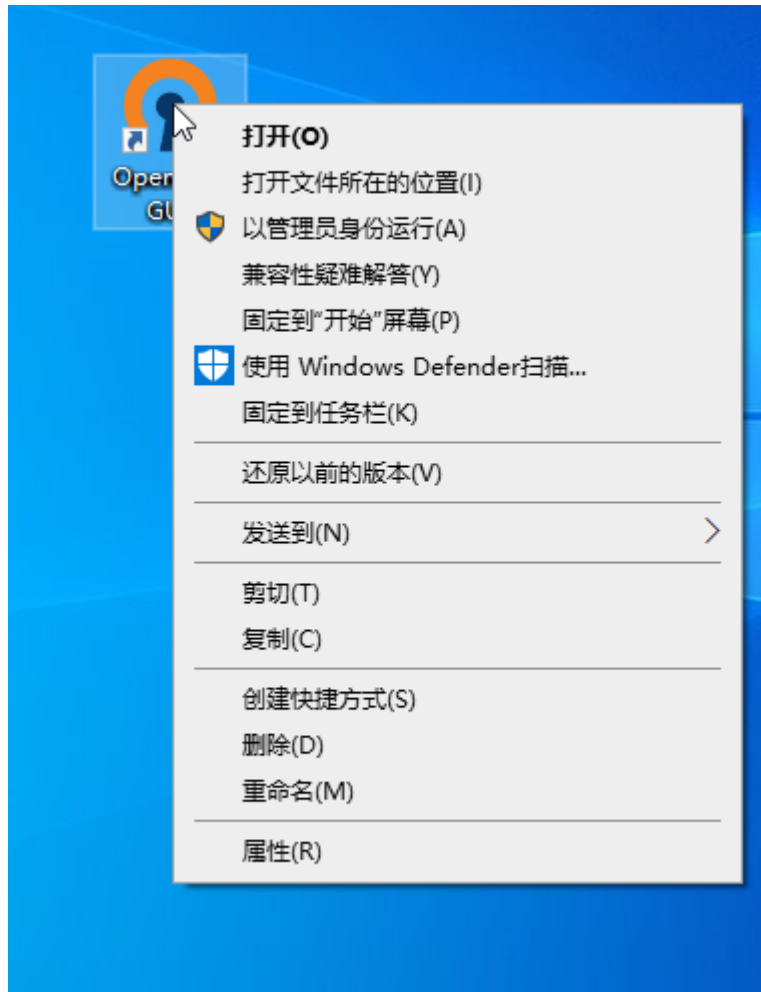 打开(O)
打开文件所在的位置(I)
以管理员身份运行(A)
兼容性疑难解答(Y)
固定到"开始"屏幕(P)
使用 Windows Defender扫描...
固定到任务栏(K)
还原以前的版本(V)
发送到(N)
剪切(T)
复制(C)
创建快捷方式(S)
删除(D)
重命名(M)
属性(R)